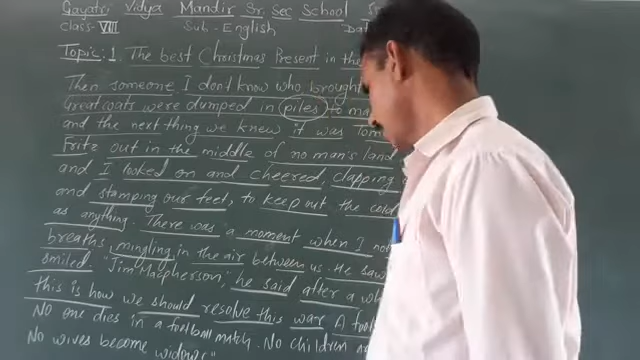 Gayatri Vidya Mandir Sr. Sec School
class-VIII Sub-English
Topic:1. The best Christmas Present in the
Then someone I don't know who brought
Greatcoats were dumped in piles to
and the next thing we knew it was Tom
Fritz out in the middle of no man's land
and I looked on and cheered, clapping
and stamping our feet, to keep out the cold
as anything. There was a moment when I
breaths, mingling in the air between us. He saw
smiled "Jim Macpherson," he said after a
this is how we should resolve this war. A
No one dies in a football match. No children
No wives become widows"